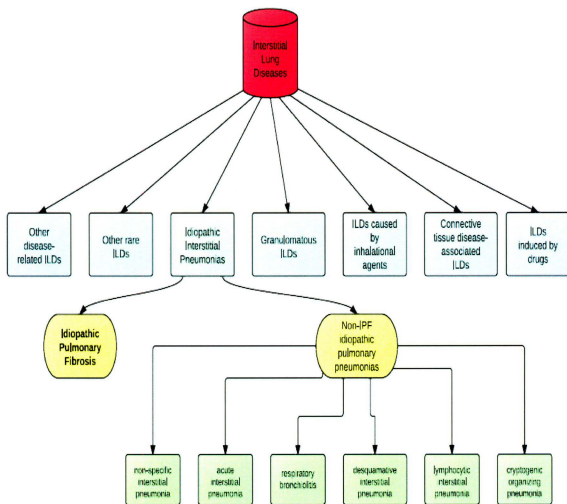 Interstitial
Lung
Diseases
Other
disease-
related ILDs
Other rare
ILDs
Idiopathic
Interstitial
Pneumonias
Granulomatous
ILDs
ILDs caused
by
inhalational
agents
Connective
tissue disease-
associated
ILDs
ILDs
induced by
drugs
Idiopathic
Pulmonary
Fibrosis
Non-IPF
idiopathic
pulmonary
pneumonias
non-specific
interstitial
pneumonia
acute
interstitial
pneumonia
respiratory
bronchiolitis
desquamative
interstitial
pneumonia
lymphocytic
interstitial
pneumonia
cryptogenic
organizing
pneumonia